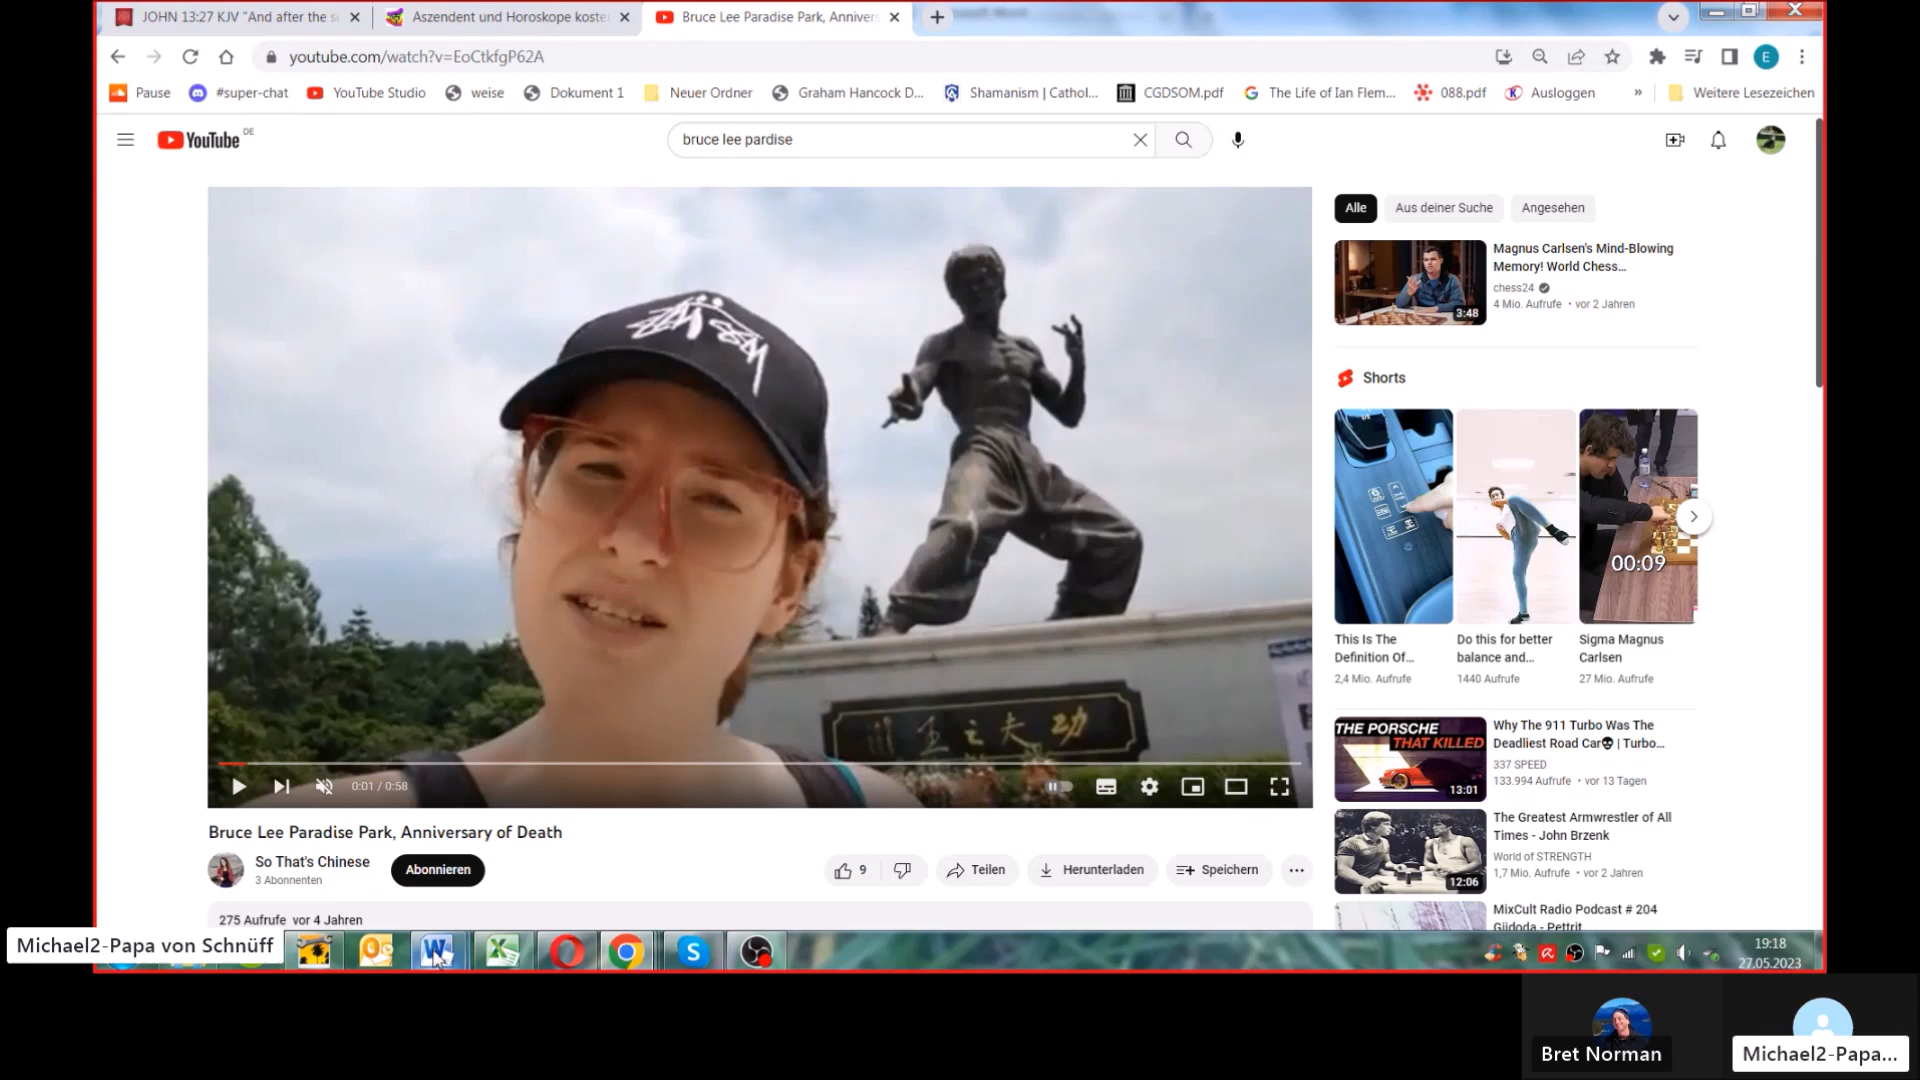 JOHN 13:27 KJV "And after the s
Aszendent und Horoskope koste
Bruce Lee Paradise Park, Anniver
youtube.com/watch?v=EoCtkfgP62A
E
Pause
#super-chat
YouTube Studio
weise
Dokument 1
Neuer Ordner
Graham Hancock D...
Shamanism | Cathol...
CGDSOM.pdf
The Life of Ian Flem...
088.pdf
Ausloggen
»
Weitere Lesezeichen
YouTube DE
bruce lee pardise
功夫之王
0:01 / 0:58
Bruce Lee Paradise Park, Anniversary of Death
So That's Chinese
3 Abonnenten
Abonnieren
9
Teilen
Herunterladen
Speichern
275 Aufrufe vor 4 Jahren
Alle
Aus deiner Suche
Angesehen
Magnus Carlsen's Mind-Blowing
Memory! World Chess...
chess24
4 Mio. Aufrufe • vor 2 Jahren
3:48
Shorts
00:09
This Is The
Definition Of...
2,4 Mio. Aufrufe
Do this for better
balance and...
1440 Aufrufe
Sigma Magnus
Carlsen
27 Mio. Aufrufe
THE PORSCHE
THAT KILLED
13:01
Why The 911 Turbo Was The
Deadliest Road Car💀 | Turbo...
337 SPEED
133.994 Aufrufe • vor 13 Tagen
The Greatest Armwrestler of All
Times - John Brzenk
World of STRENGTH
1,7 Mio. Aufrufe • vor 2 Jahren
12:06
MixCult Radio Podcast # 204
Gijdoda - Pettrit
Michael2-Papa von Schnüff
19:18
27.05.2023
Bret Norman
Michael2-Papa...